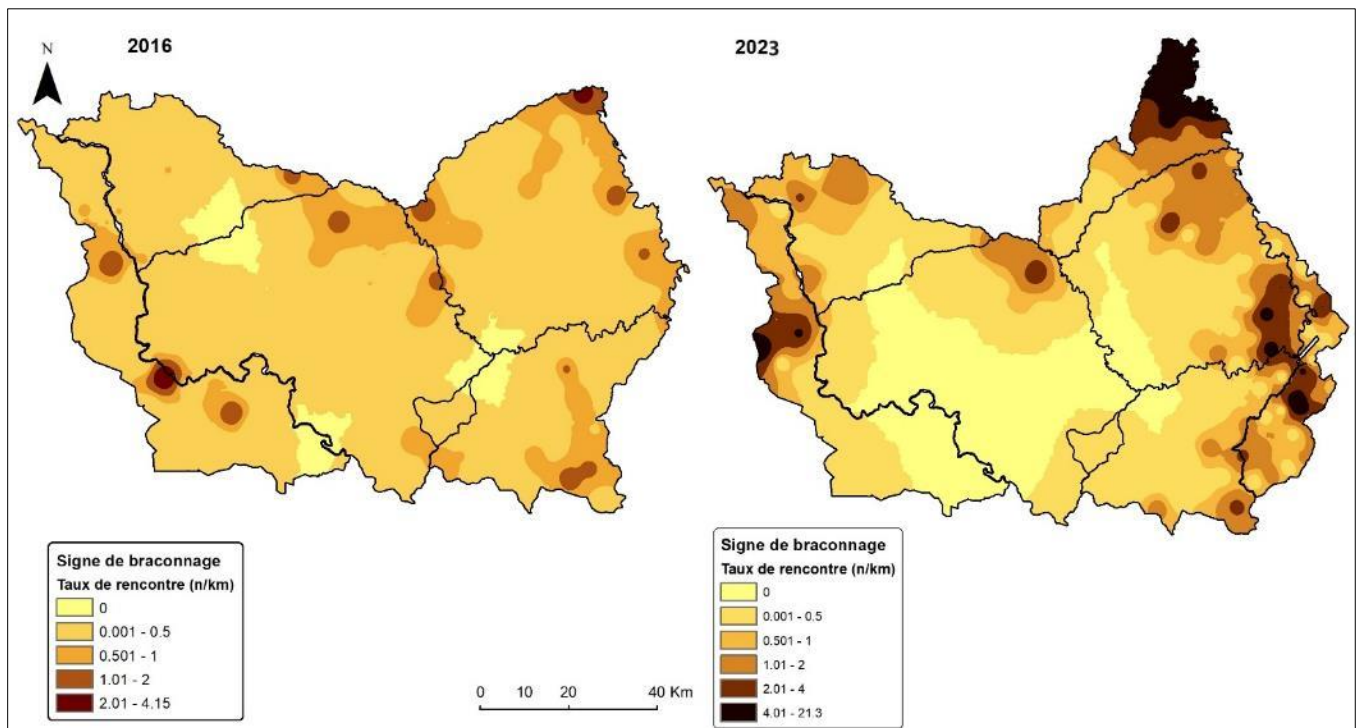 2016
2023
N
Signe de braconnage
Taux de rencontre (n/km)
0
0.001 - 0.5
0.501 - 1
1.01 - 2
2.01 - 4.15
0 10 20 40 Km
Signe de braconnage
Taux de rencontre (n/km)
0
0.001 - 0.5
0.501 - 1
1.01 - 2
2.01 - 4
4.01 - 21.3